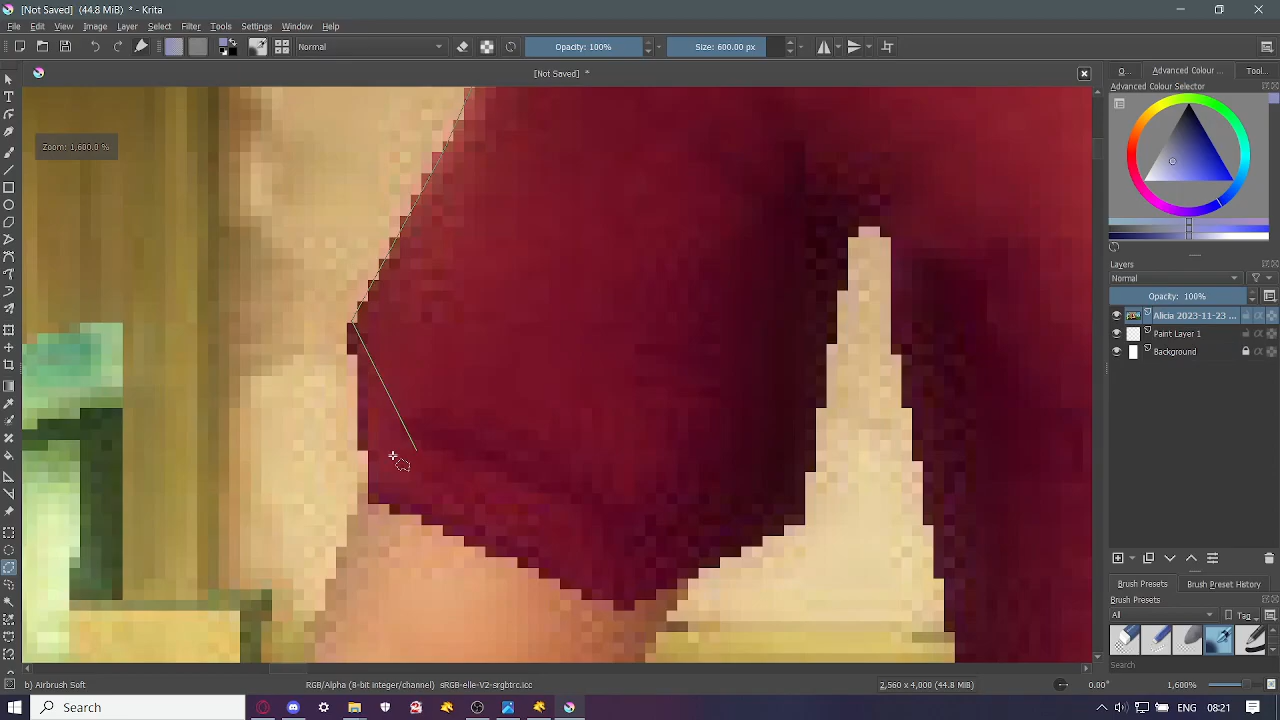 [Not Saved] (44.8 MiB) * - Krita
File Edit View Image Layer Select Filter Tools Settings Window Help
Normal
Opacity: 100%
Size: 600.00 px
[Not Saved] *
O...
Advanced Colour ...
Tool...
Advanced Colour Selector
Zoom: 1,600.0 %
Layers
Normal
Opacity: 100%
Alicia 2023-11-23 ...
Paint Layer 1
Background
Brush Presets
Brush Preset History
Brush Presets
All
Tag
Search
b) Airbrush Soft
RGB/Alpha (8-bit integer/channel) sRGB-elle-V2-srgbtrc.icc
2,560 x 4,000 (44.8 MiB)
0.00°
1,600%
Search
ENG
08:21